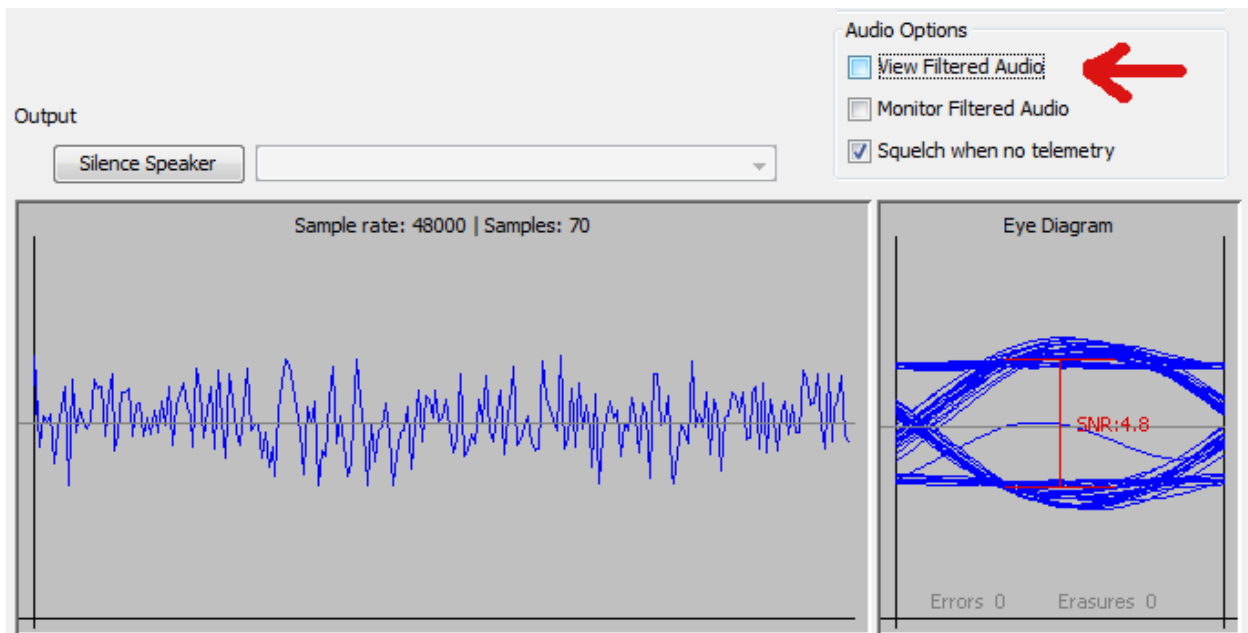 Audio Options
View Filtered Audio
Monitor Filtered Audio
Output
Squelch when no telemetry
Silence Speaker
Sample rate: 48000 | Samples: 70
Eye Diagram
SNR:4.8
Errors 0 Erasures 0